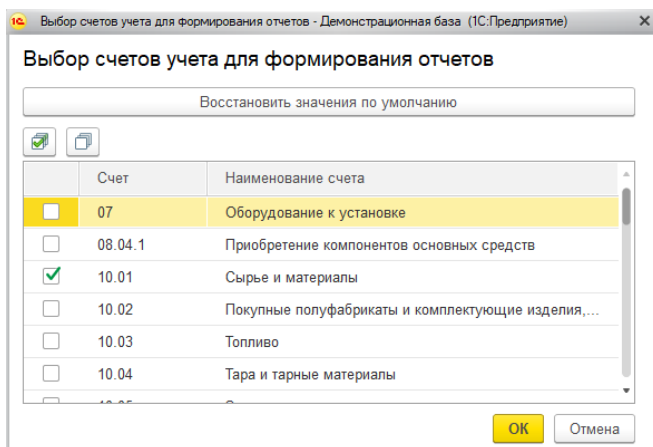 1С Выбор счетов учета для формирования отчетов - Демонстрационная база (1С:Предприятие)
Выбор счетов учета для формирования отчетов
Восстановить значения по умолчанию
Счет Наименование счета
07 Оборудование к установке
08.04.1 Приобретение компонентов основных средств
10.01 Сырье и материалы
10.02 Покупные полуфабрикаты и комплектующие изделия,...
10.03 Топливо
10.04 Тара и тарные материалы
ОК Отмена